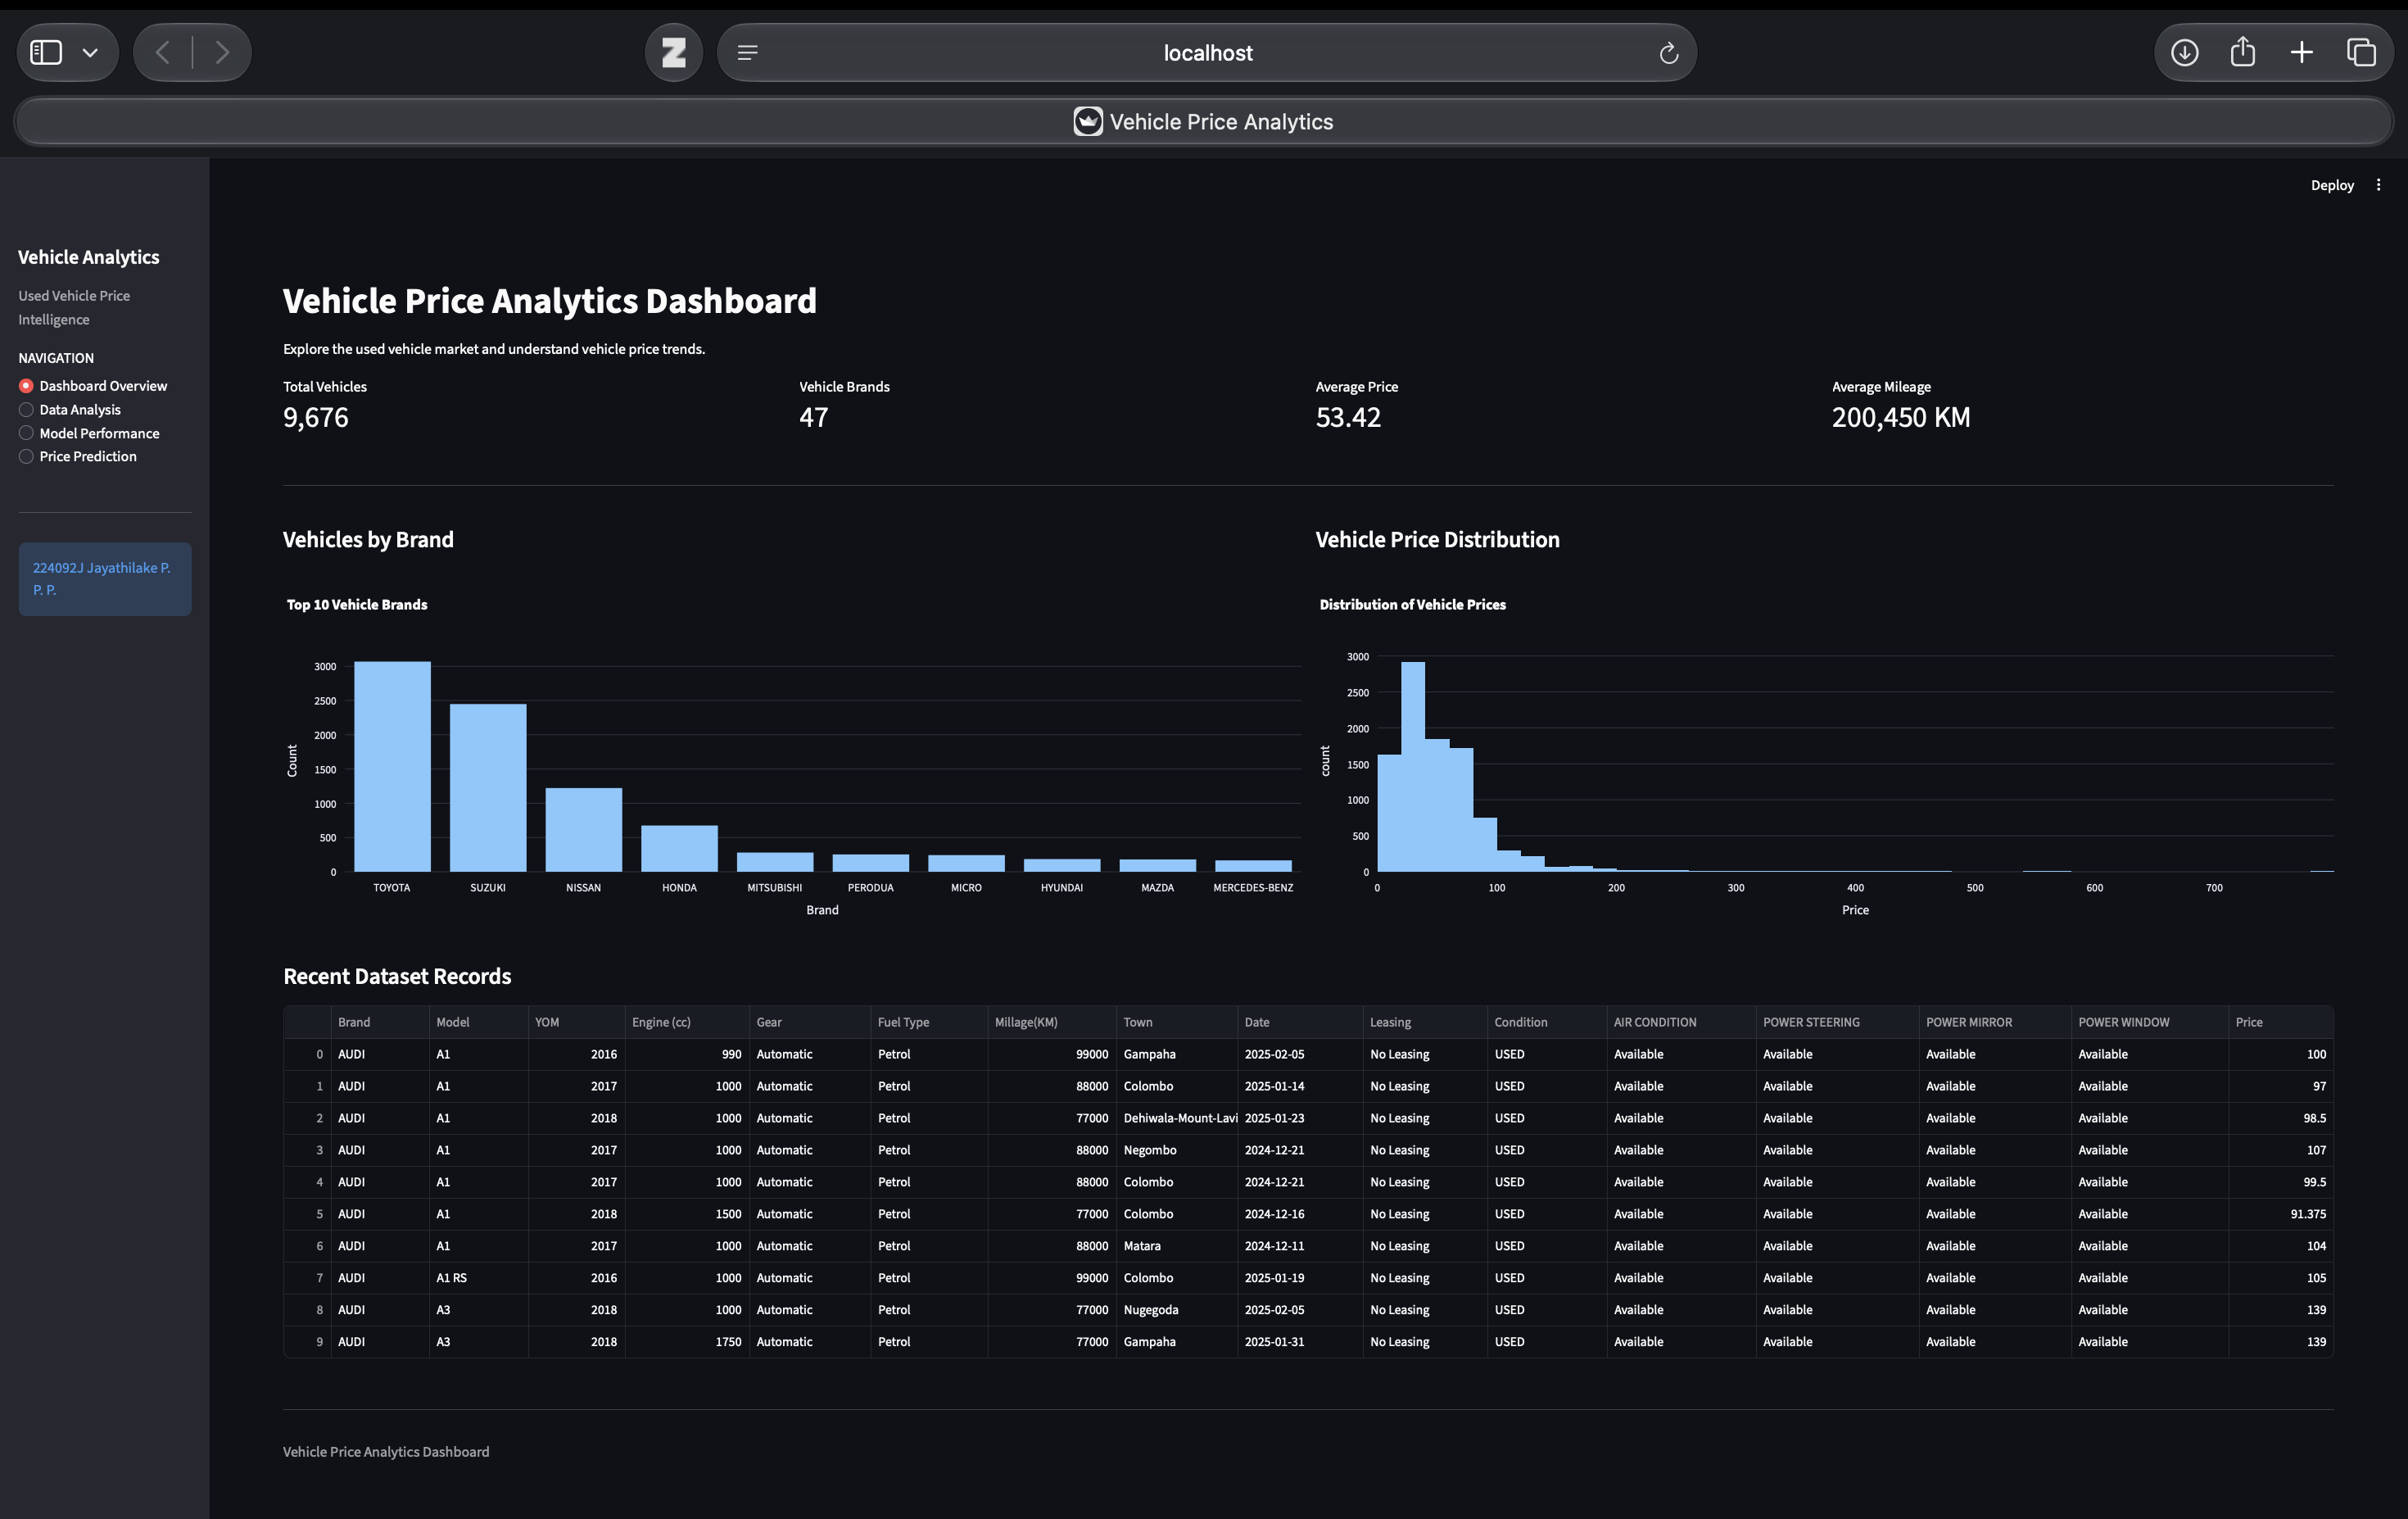 localhost
Vehicle Price Analytics
Deploy
Vehicle Analytics
Used Vehicle Price
Intelligence
NAVIGATION
Dashboard Overview
Data Analysis
Model Performance
Price Prediction
224092J Jayathilake P.
P. P.
Vehicle Price Analytics Dashboard
Explore the used vehicle market and understand vehicle price trends.
Total Vehicles Vehicle Brands Average Price Average Mileage
9,676 47 53.42 200,450 KM
Vehicles by Brand
Top 10 Vehicle Brands
3000
2500
2000
1500
1000
500
0
Count
TOYOTA SUZUKI NISSAN HONDA MITSUBISHI PERODUA MICRO HYUNDAI MAZDA MERCEDES-BENZ
Brand
Vehicle Price Distribution
Distribution of Vehicle Prices
3000
2500
2000
1500
1000
500
0
count
0 100 200 300 400 500 600 700
Price
Recent Dataset Records
Brand Model YOM Engine (cc) Gear Fuel Type Millage(KM) Town Date Leasing Condition AIR CONDITION POWER STEERING POWER MIRROR POWER WINDOW Price
0 AUDI A1 2016 990 Automatic Petrol 99000 Gampaha 2025-02-05 No Leasing USED Available Available Available Available 100
1 AUDI A1 2017 1000 Automatic Petrol 88000 Colombo 2025-01-14 No Leasing USED Available Available Available Available 97
2 AUDI A1 2018 1000 Automatic Petrol 77000 Dehiwala-Mount-Lavi 2025-01-23 No Leasing USED Available Available Available Available 98.5
3 AUDI A1 2017 1000 Automatic Petrol 88000 Negombo 2024-12-21 No Leasing USED Available Available Available Available 107
4 AUDI A1 2017 1000 Automatic Petrol 88000 Colombo 2024-12-21 No Leasing USED Available Available Available Available 99.5
5 AUDI A1 2018 1500 Automatic Petrol 77000 Colombo 2024-12-16 No Leasing USED Available Available Available Available 91.375
6 AUDI A1 2017 1000 Automatic Petrol 88000 Matara 2024-12-11 No Leasing USED Available Available Available Available 104
7 AUDI A1 RS 2016 1000 Automatic Petrol 99000 Colombo 2025-01-19 No Leasing USED Available Available Available Available 105
8 AUDI A3 2018 1000 Automatic Petrol 77000 Nugegoda 2025-02-05 No Leasing USED Available Available Available Available 139
9 AUDI A3 2018 1750 Automatic Petrol 77000 Gampaha 2025-01-31 No Leasing USED Available Available Available Available 139
Vehicle Price Analytics Dashboard